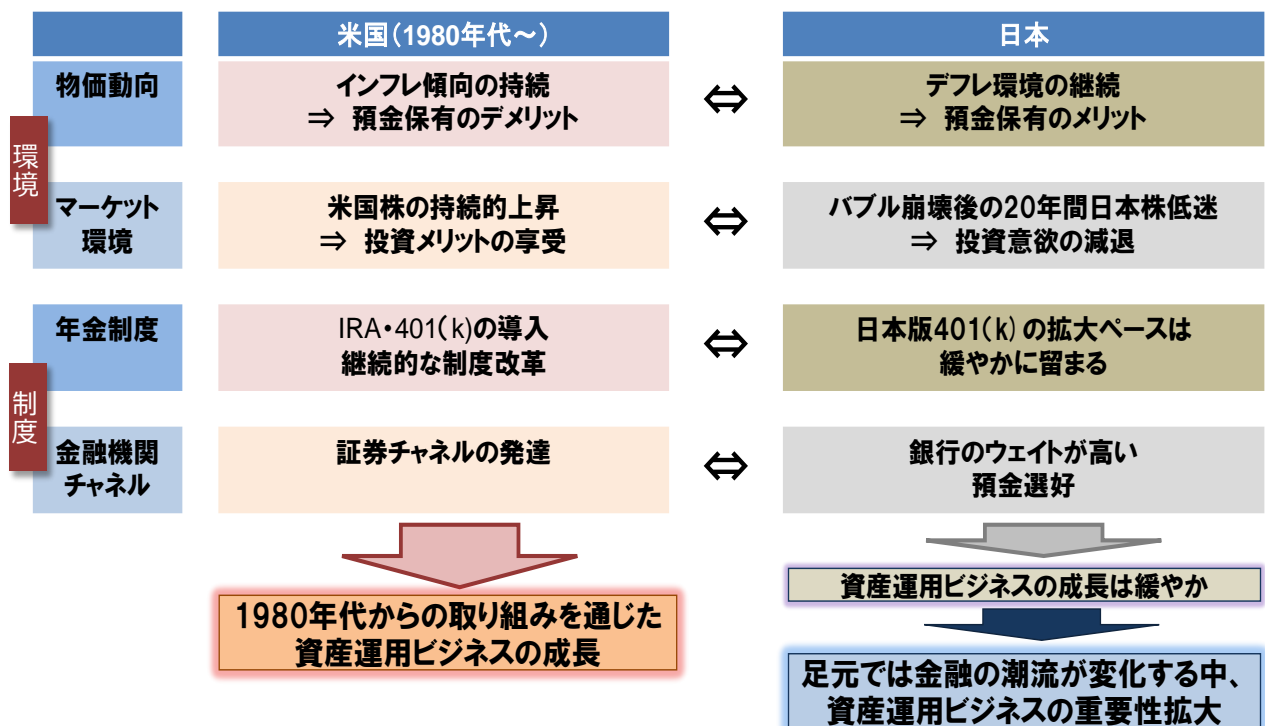 米国(1980年代～)
日本
環境
物価動向
インフレ傾向の持続
⇒ 預金保有のデメリット
⇔
デフレ環境の継続
⇒ 預金保有のメリット
マーケット
環境
米国株の持続的上昇
⇒ 投資メリットの享受
⇔
バブル崩壊後の20年間日本株低迷
⇒ 投資意欲の減退
制度
年金制度
IRA・401(k)の導入
継続的な制度改革
⇔
日本版401(k)の拡大ペースは
緩やかに留まる
金融機関
チャネル
証券チャネルの発達
⇔
銀行のウェイトが高い
預金選好
1980年代からの取り組みを通じた
資産運用ビジネスの成長
資産運用ビジネスの成長は緩やか
足元では金融の潮流が変化する中、
資産運用ビジネスの重要性拡大